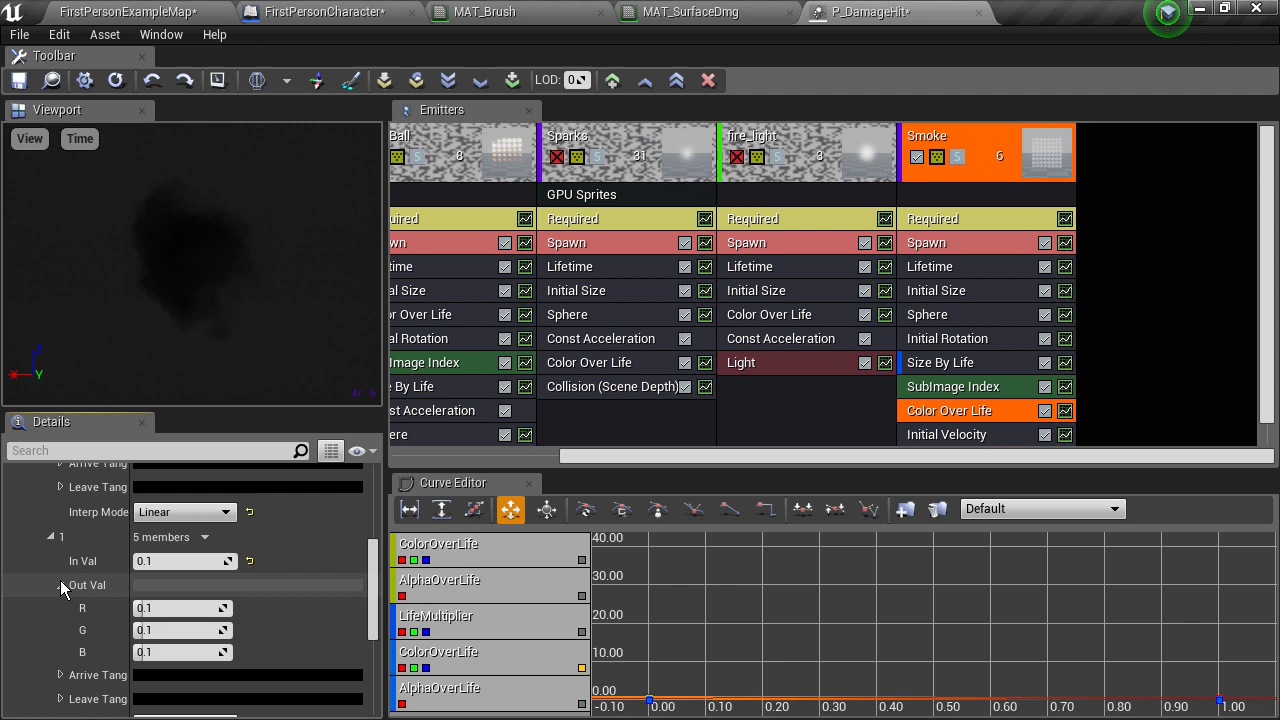 FirstPersonExampleMap*
FirstPersonCharacter*
MAT_Brush
MAT_SurfaceDmg
P_DamageHit*
File Edit Asset Window Help
Toolbar
LOD: 0
Viewport
Emitters
View Time
Ball
8
Sparks
31
fire_light
3
Smoke
6
GPU Sprites
uired Required Required Required
wn Spawn Spawn Spawn
time Lifetime Lifetime Lifetime
al Size Initial Size Initial Size Initial Size
or Over Life Sphere Color Over Life Sphere
al Rotation Const Acceleration Const Acceleration Initial Rotation
Image Index Color Over Life Light Size By Life
e By Life Collision (Scene Depth) SubImage Index
st Acceleration Color Over Life
ere Initial Velocity
Details
Search
Arrive Tang
Leave Tang
Interp Mode Linear
1 5 members
In Val 0.1
Out Val
R 0.1
G 0.1
B 0.1
Arrive Tang
Leave Tang
Curve Editor
Default
ColorOverLife
AlphaOverLife
LifeMultiplier
ColorOverLife
AlphaOverLife
40.00
30.00
20.00
10.00
0.00
-0.10 0.00 0.10 0.20 0.30 0.40 0.50 0.60 0.70 0.80 0.90 1.00